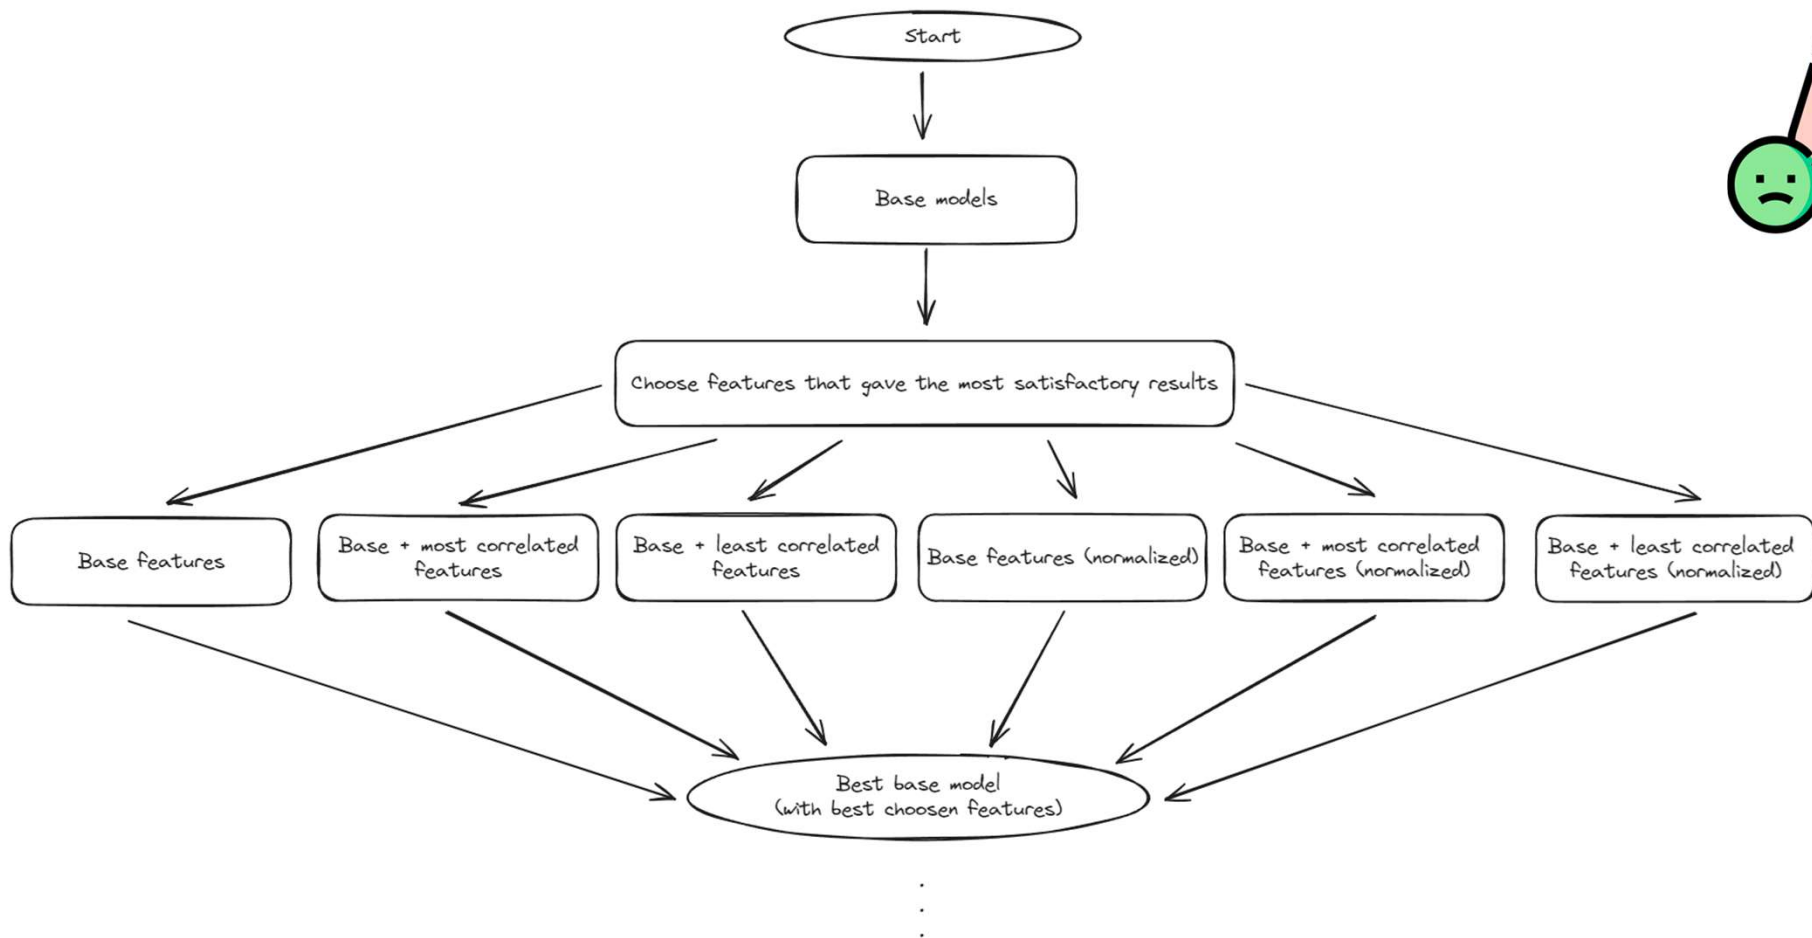 Start
Base models
Choose features that gave the most satisfactory results
Base features
Base + most correlated
features
Base + least correlated
features
Base features (normalized)
Base + most correlated
features (normalized)
Base + least correlated
features (normalized)
Best base model
(with best choosen features)